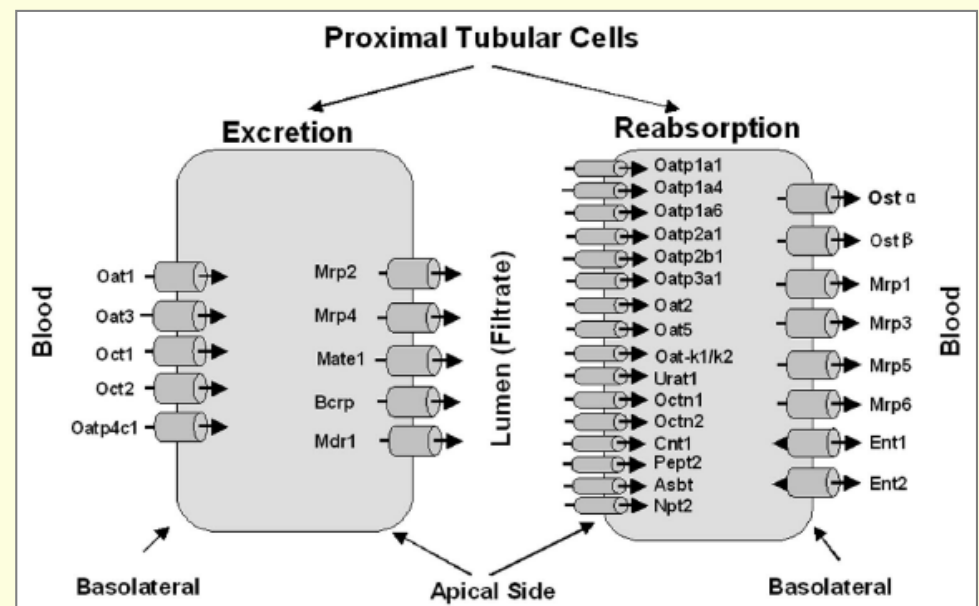 Proximal Tubular Cells
Excretion
Reabsorption
Blood
Oat1
Oat3
Oct1
Oct2
Oatp4c1
Mrp2
Mrp4
Mate1
Bcrp
Mdr1
Lumen (Filtrate)
Oatp1a1
Oatp1a4
Oatp1a6
Oatp2a1
Oatp2b1
Oatp3a1
Oat2
Oat5
Oat-k1/k2
Urat1
Octn1
Octn2
Cnt1
Pept2
Asbt
Npt2
Ost α
Ost β
Mrp1
Mrp3
Mrp5
Mrp6
Ent1
Ent2
Blood
Basolateral
Apical Side
Basolateral